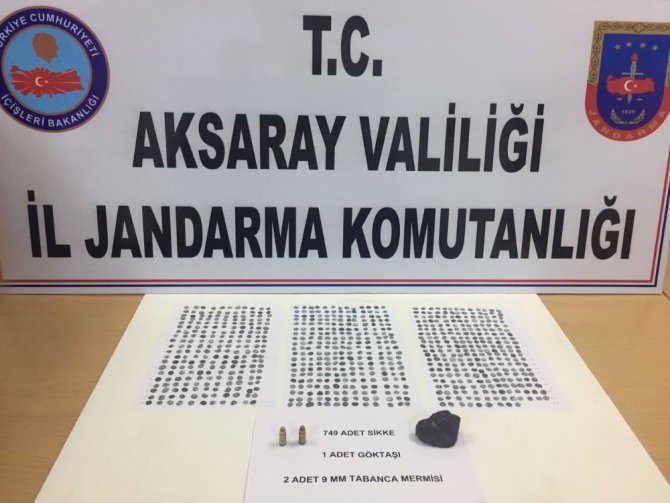 T.C.
AKSARAY VALİLİĞİ
İL JANDARMA KOMUTANLIĞI
TÜRKİYE CUMHURİYETİ
İÇİŞLERİ BAKANLIĞI
1839
JANDARMA
749 ADET SİKKE
1 ADET GÖKTAŞI
2 ADET 9 MM TABANCA MERMİSİ